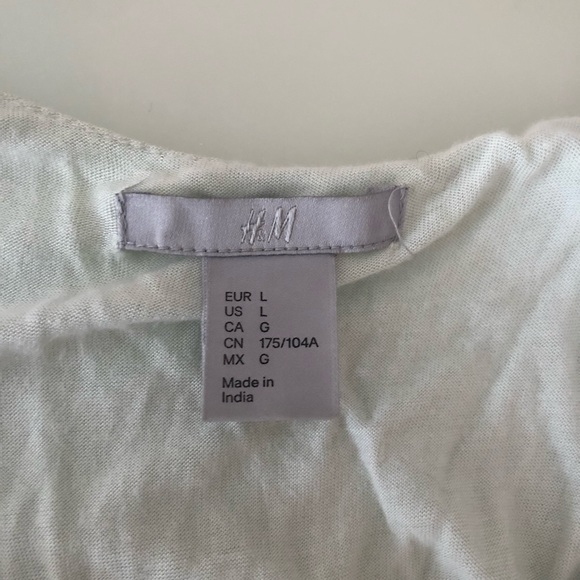 H&M
EUR L
US L
CA G
CN 175/104A
MX G
Made in
India